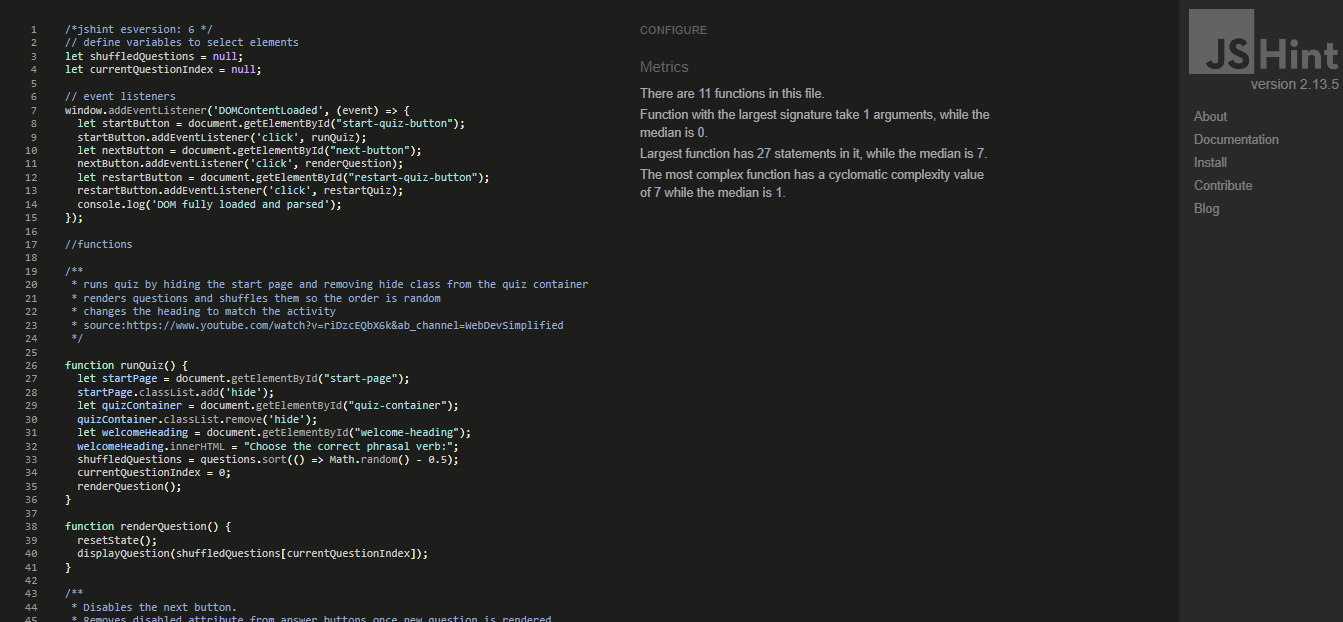 1 /*jshint esversion: 6 */
2 // define variables to select elements
3 let shuffledQuestions = null;
4 let currentQuestionIndex = null;
5
6 // event listeners
7 window.addEventListener('DOMContentLoaded', (event) => {
8 let startButton = document.getElementById("start-quiz-button");
9 startButton.addEventListener('click', runQuiz);
10 let nextButton = document.getElementById("next-button");
11 nextButton.addEventListener('click', renderQuestion);
12 let restartButton = document.getElementById("restart-quiz-button");
13 restartButton.addEventListener('click', restartQuiz);
14 console.log('DOM fully loaded and parsed');
15 });
16
17 //functions
18
19 /**
20 * runs quiz by hiding the start page and removing hide class from the quiz container
21 * renders questions and shuffles them so the order is random
22 * changes the heading to match the activity
23 * source:https://www.youtube.com/watch?v=riDzcEQbX6k&ab_channel=WebDevSimplified
24 */
25
26 function runQuiz() {
27 let startPage = document.getElementById("start-page");
28 startPage.classList.add('hide');
29 let quizContainer = document.getElementById("quiz-container");
30 quizContainer.classList.remove('hide');
31 let welcomeHeading = document.getElementById("welcome-heading");
32 welcomeHeading.innerHTML = "Choose the correct phrasal verb:";
33 shuffledQuestions = questions.sort(() => Math.random() - 0.5);
34 currentQuestionIndex = 0;
35 renderQuestion();
36 }
37
38 function renderQuestion() {
39 resetState();
40 displayQuestion(shuffledQuestions[currentQuestionIndex]);
41 }
42
43 /**
44 * Disables the next button.
45 * Removes disabled attribute from answer buttons once new question is rendered
CONFIGURE
Metrics
There are 11 functions in this file.
Function with the largest signature take 1 arguments, while the
median is 0.
Largest function has 27 statements in it, while the median is 7.
The most complex function has a cyclomatic complexity value
of 7 while the median is 1.
JSHint
version 2.13.5
About
Documentation
Install
Contribute
Blog